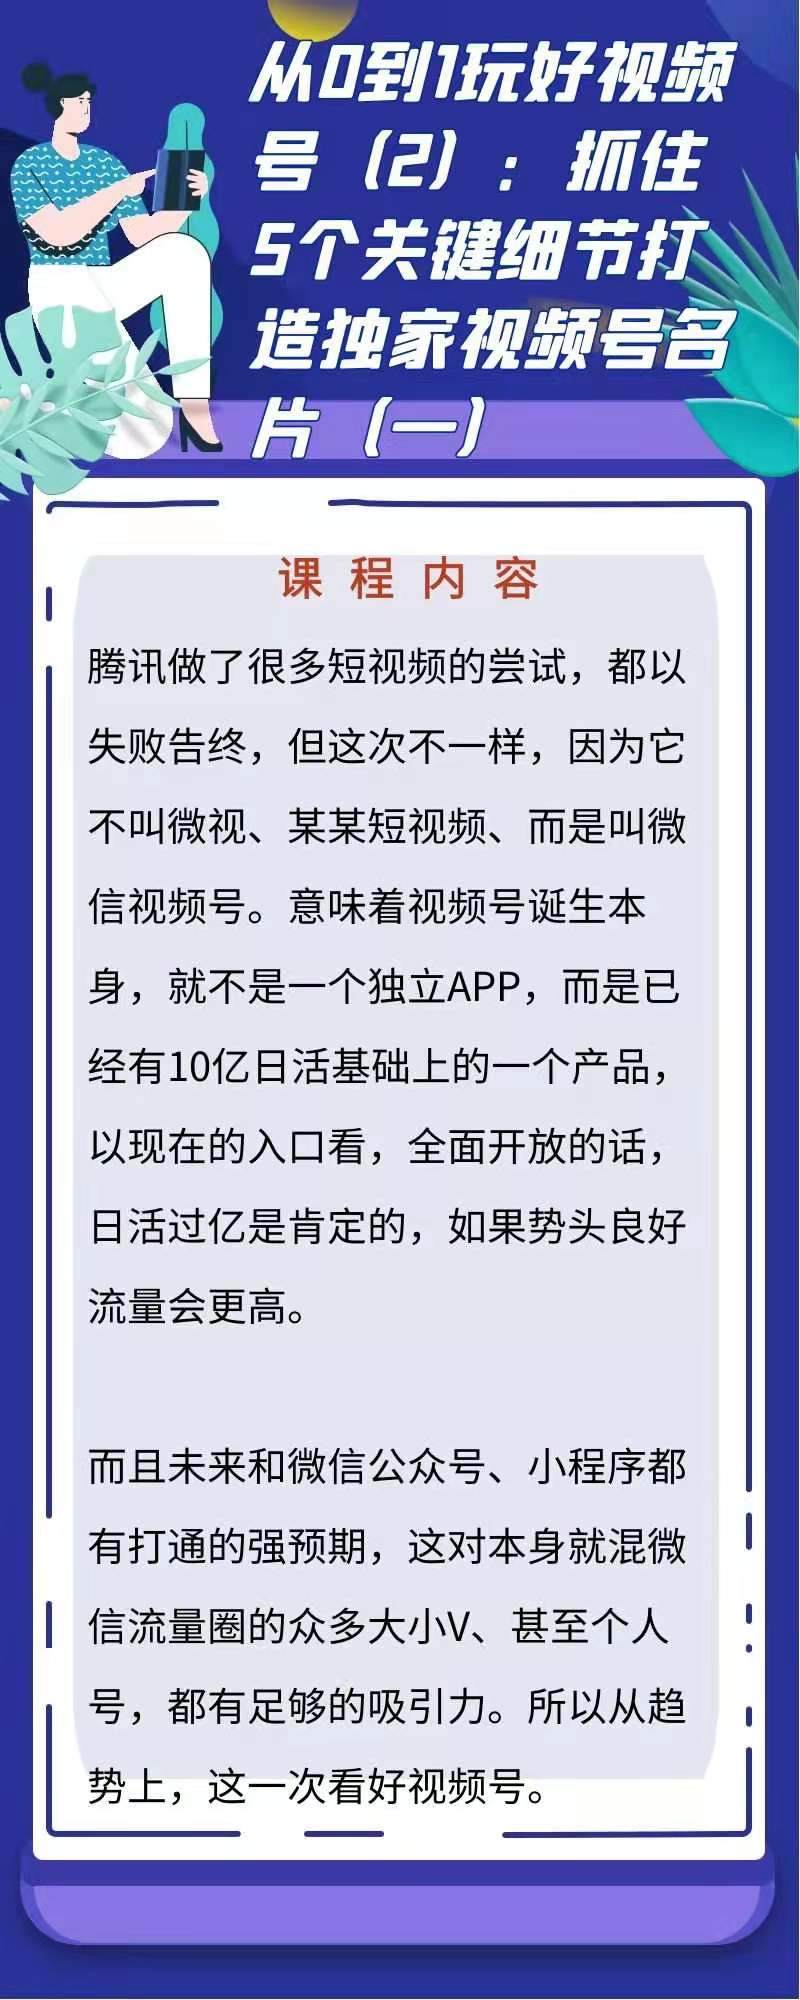 从0到1玩好视频
号（2）：抓住
5个关键细节打
造独家视频号名
片（一）
课程内容
腾讯做了很多短视频的尝试，都以
失败告终，但这次不一样，因为它
不叫微视、某某短视频、而是叫微
信视频号。意味着视频号诞生本
身，就不是一个独立APP，而是已
经有10亿日活基础上的一个产品，
以现在的入口看，全面开放的话，
日活过亿是肯定的，如果势头良好
流量会更高。
而且未来和微信公众号、小程序都
有打通的强预期，这对本身就混微
信流量圈的众多大小V、甚至个人
号，都有足够的吸引力。所以从趋
势上，这一次看好视频号。